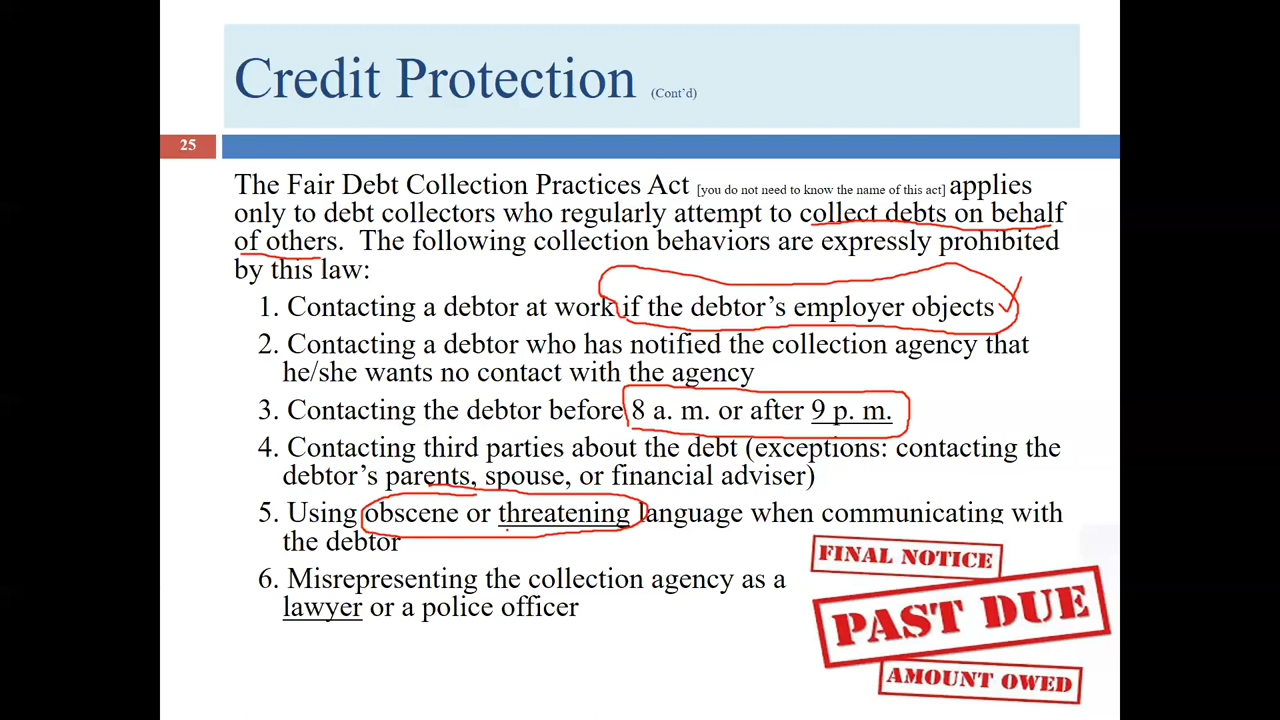 Credit Protection (Cont'd)
25
The Fair Debt Collection Practices Act [you do not need to know the name of this act] applies
only to debt collectors who regularly attempt to collect debts on behalf
of others. The following collection behaviors are expressly prohibited
by this law:
1. Contacting a debtor at work if the debtor's employer objects
2. Contacting a debtor who has notified the collection agency that
he/she wants no contact with the agency
3. Contacting the debtor before 8 a. m. or after 9 p. m.
4. Contacting third parties about the debt (exceptions: contacting the
debtor's parents, spouse, or financial adviser)
5. Using obscene or threatening language when communicating with
the debtor
6. Misrepresenting the collection agency as a
lawyer or a police officer
FINAL NOTICE
PAST DUE
AMOUNT OWED